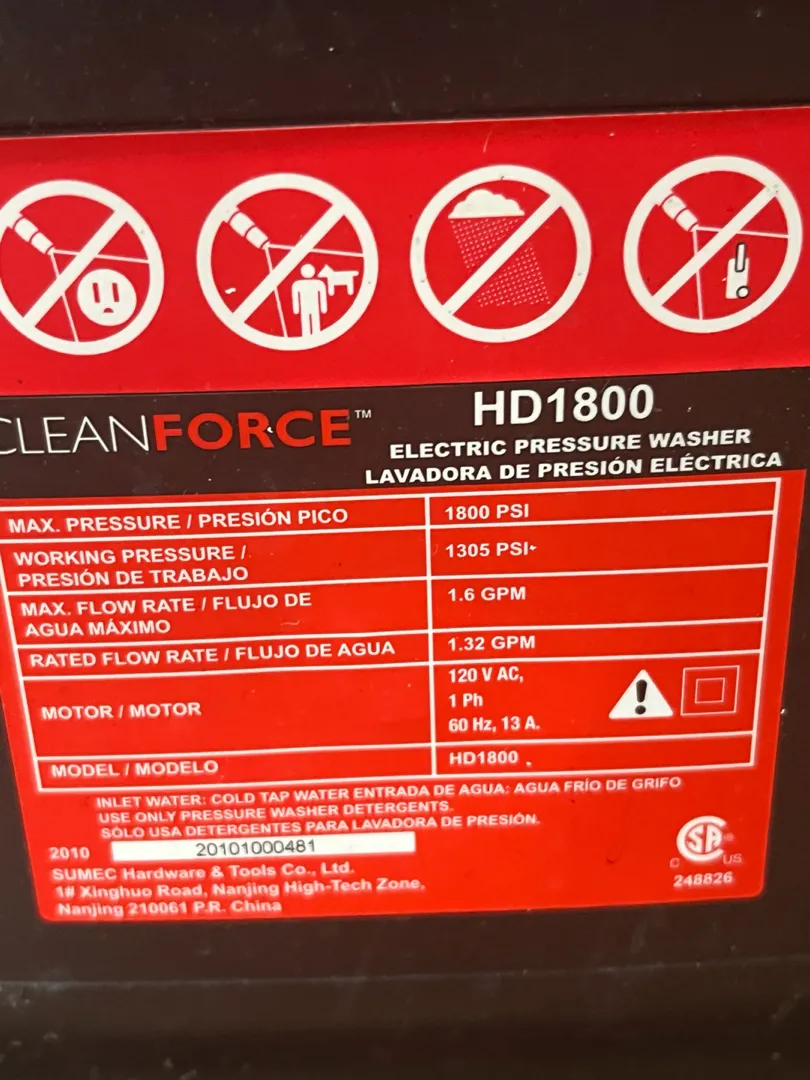 CLEANFORCE™
HD1800
ELECTRIC PRESSURE WASHER
LAVADORA DE PRESIÓN ELÉCTRICA
MAX. PRESSURE / PRESIÓN PICO 1800 PSI
WORKING PRESSURE / 1305 PSI
PRESIÓN DE TRABAJO
MAX. FLOW RATE / FLUJO DE 1.6 GPM
AGUA MÁXIMO
RATED FLOW RATE / FLUJO DE AGUA 1.32 GPM
MOTOR / MOTOR
120 V AC,
1 Ph
60 Hz, 13 A.
MODEL / MODELO HD1800
INLET WATER: COLD TAP WATER ENTRADA DE AGUA: AGUA FRÍO DE GRIFO
USE ONLY PRESSURE WASHER DETERGENTS.
SÓLO USA DETERGENTES PARA LAVADORA DE PRESIÓN.
2010 20101000481
SUMEC Hardware & Tools Co., Ltd.
1# Xinghuo Road, Nanjing High-Tech Zone,
Nanjing 210061 P.R. China
C SA US
248826